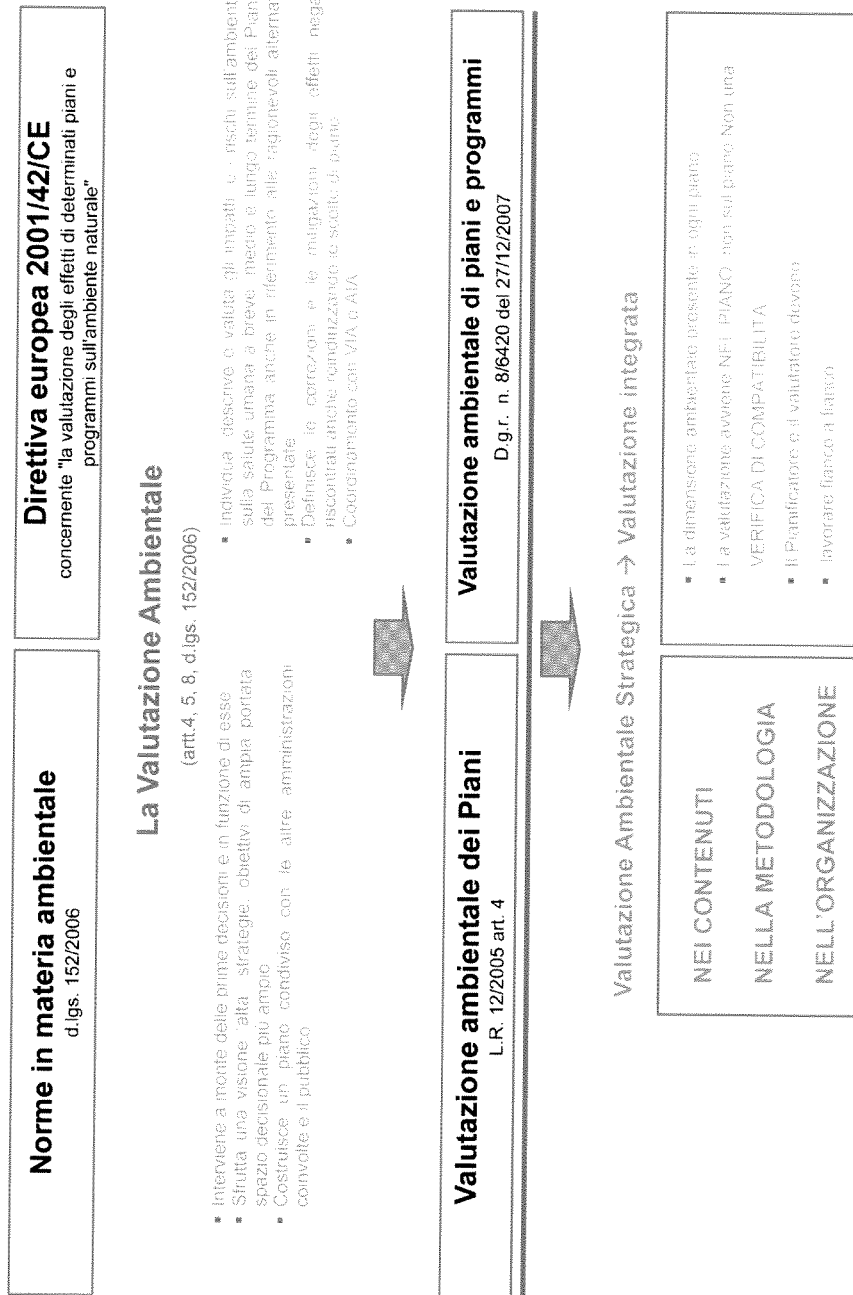 Norme in materia ambientale
d.lgs. 152/2006
Direttiva europea 2001/42/CE
concernente "la valutazione degli effetti di determinati piani e
programmi sull'ambiente naturale"
La Valutazione Ambientale
(artt.4, 5, 8, d.lgs. 152/2006)
▪ Interviene a monte delle prime decisioni e in funzione di esse
▪ Sfrutta una visione alta strategie, obiettivi di ampia portata
spazio decisionale più ampio
▪ Costruisce un piano condiviso con le altre amministrazioni
coinvolte e il pubblico
▪ Individua descrive e valuta gli impatti e i rischi sull'ambient
sulla salute umana a breve medio e lungo termine dei Pian
del Programma anche in riferimento alle ragionevoli alterna
presentate
▪ Definisce le correzioni e le mitigazioni degli effetti nega
riscontrati anche scelte di piano
▪ Coordinamento con VIA o AIA
Valutazione ambientale dei Piani
L.R. 12/2005 art. 4
Valutazione ambientale di piani e programmi
D.g.r. n. 8/6420 del 27/12/2007
Valutazione Ambientale Strategica → Valutazione integrata
NEI CONTENUTI
NELLA METODOLOGIA
NELL'ORGANIZZAZIONE
▪ La dimensione ambientale presente in ogni piano
▪ La valutazione avviene NEL PIANO non sul piano Non una
VERIFICA DI COMPATIBILITA
▪ Il Pianificatore e il valutatore devono
▪ lavorare fianco a fianco